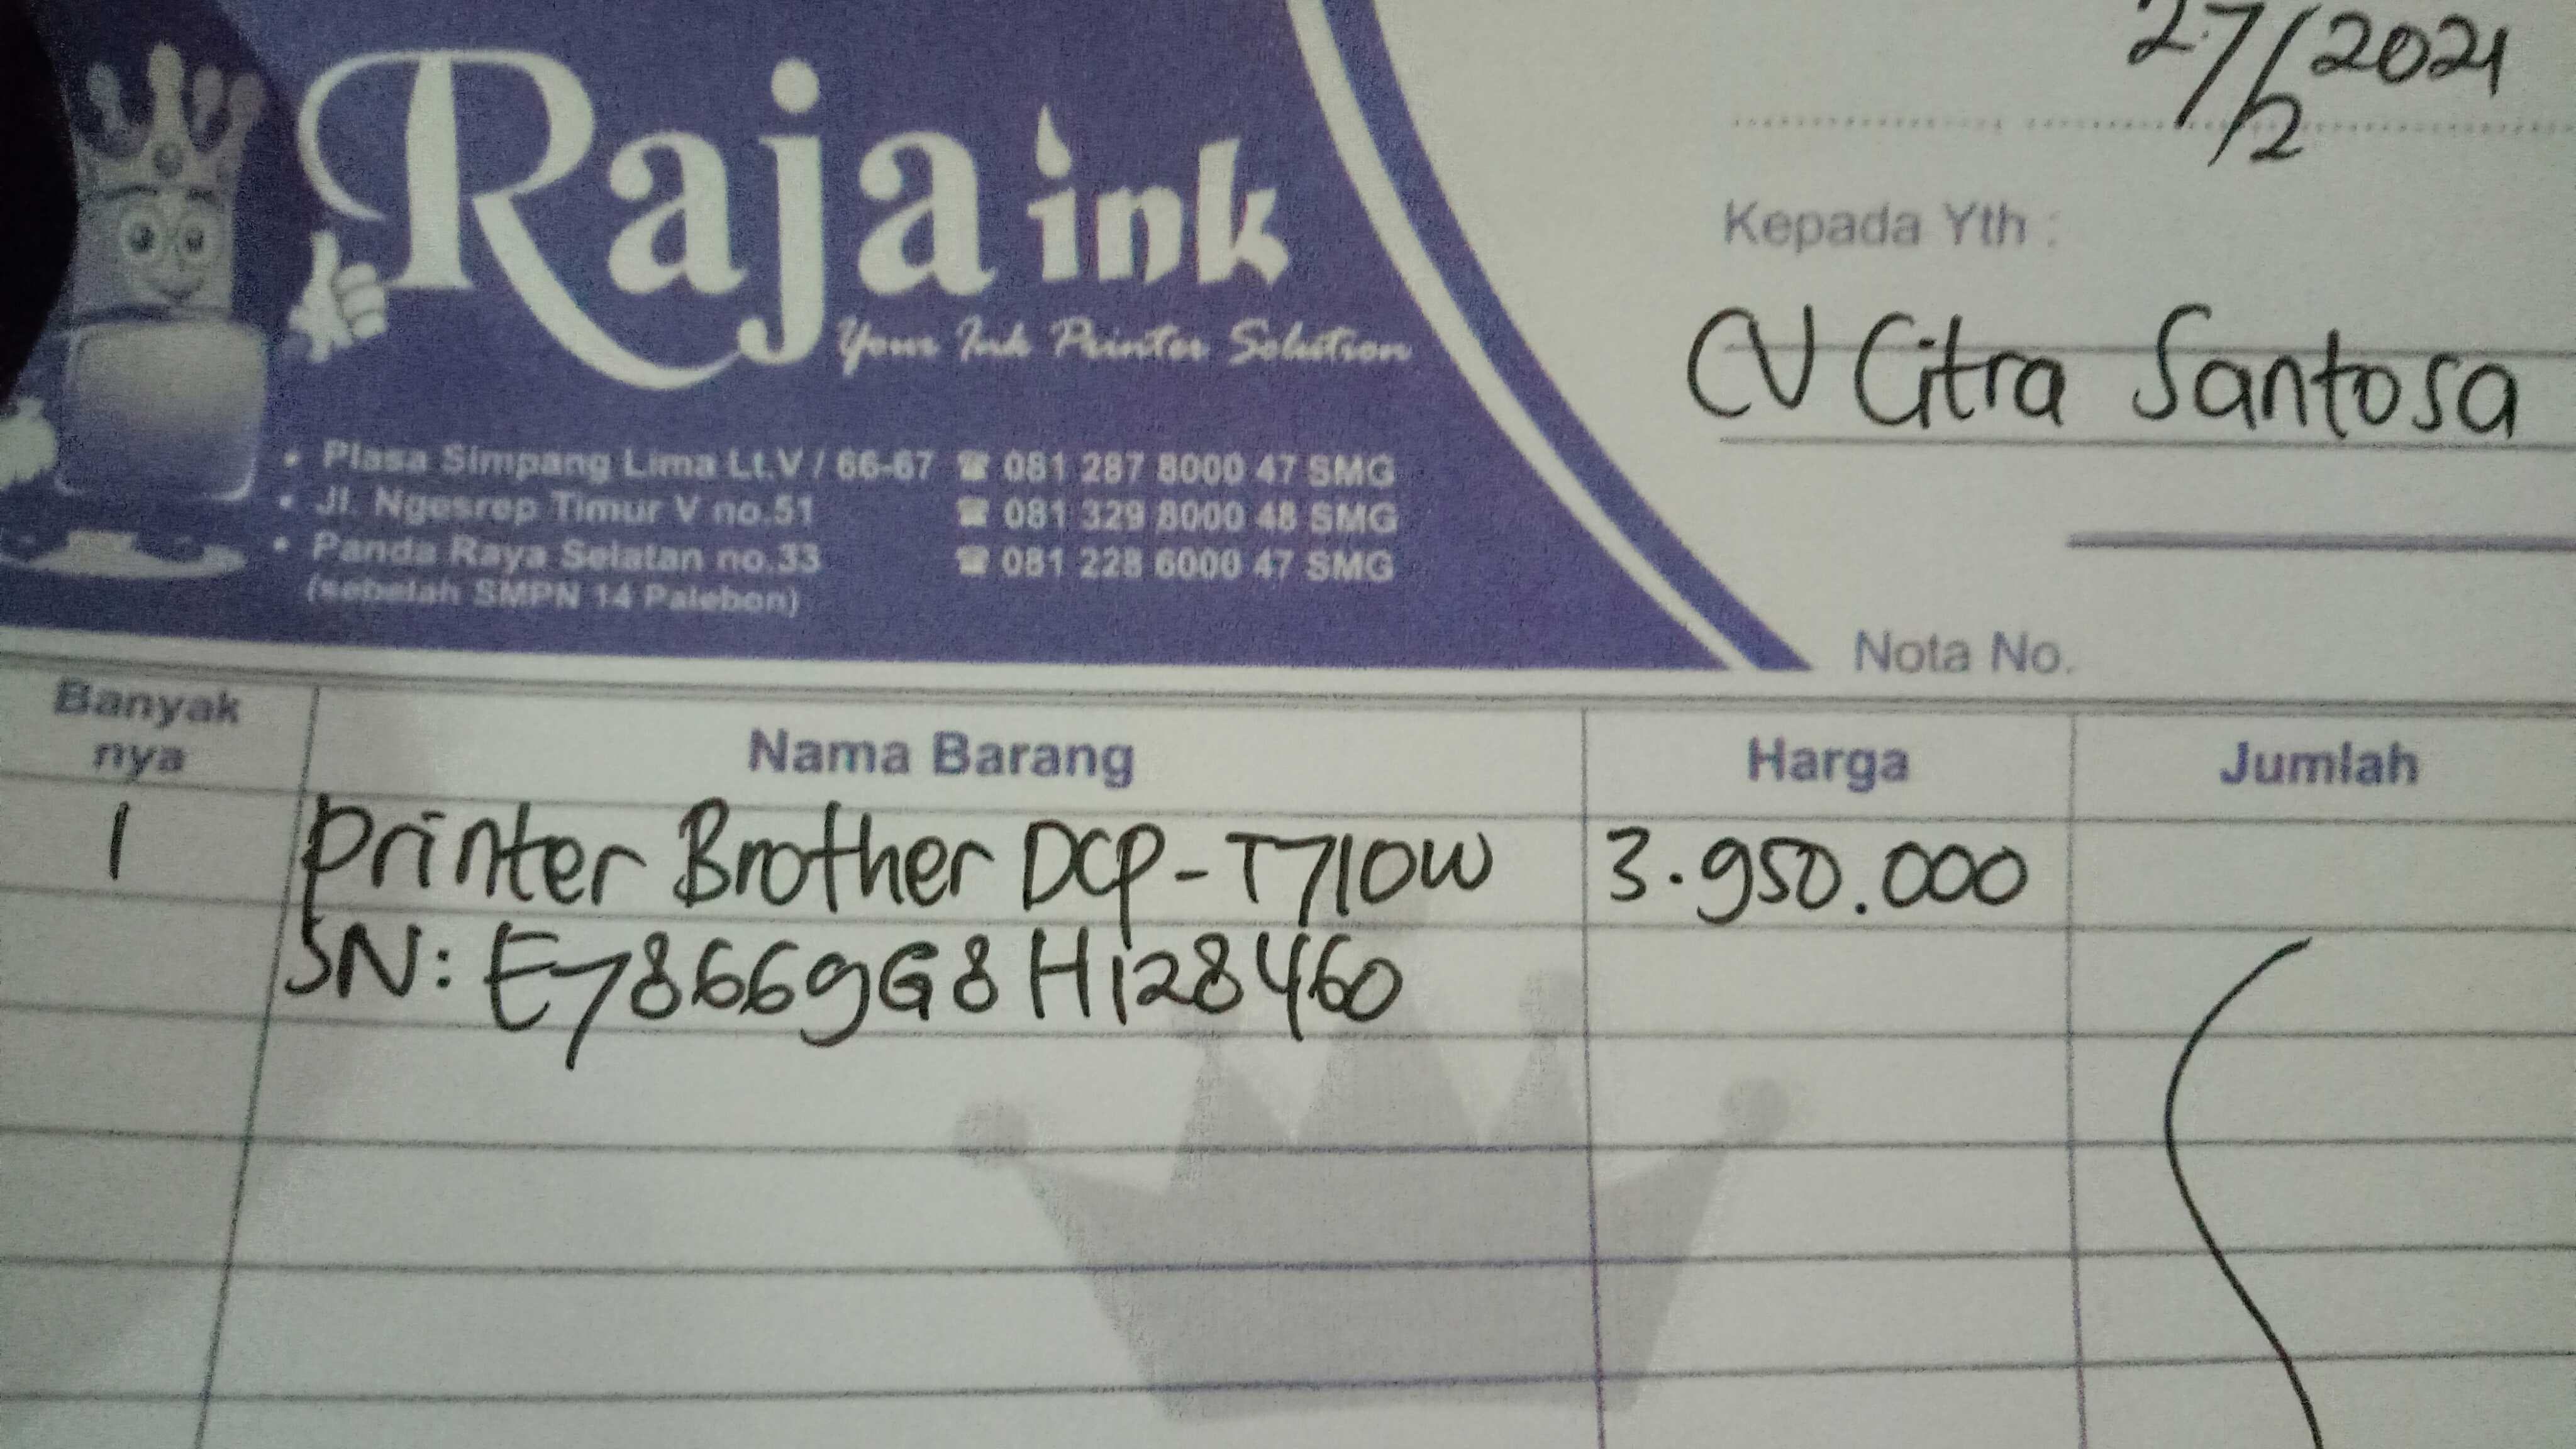 Raja ink
Your Ink Printer Solution
• Plasa Simpang Lima Lt.V / 66-67 ☎ 081 287 8000 47 SMG
• Jl. Ngesrep Timur V no.51 ☎ 081 329 8000 48 SMG
• Panda Raya Selatan no.33 ☎ 081 228 6000 47 SMG
(sebelah SMPN 14 Palebon)
27/2 2021
Kepada Yth :
CV Citra Santosa
Nota No.
Banyak
nya
Nama Barang
Harga
Jumlah
1 Printer Brother DCP-T710W 3.950.000
SN: E78669G8H128460